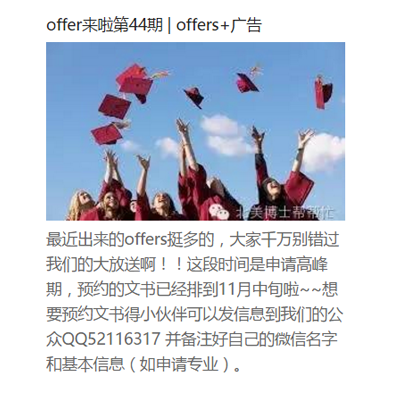 offer来啦第44期 | offers+广告
北美博士帮帮忙
最近出来的offers挺多的，大家千万别错过
我们的大放送啊！！这段时间是申请高峰
期，预约的文书已经排到11月中旬啦~~想
要预约文书得小伙伴可以发信息到我们的公
众QQ52116317 并备注好自己的微信名字
和基本信息（如申请专业）。